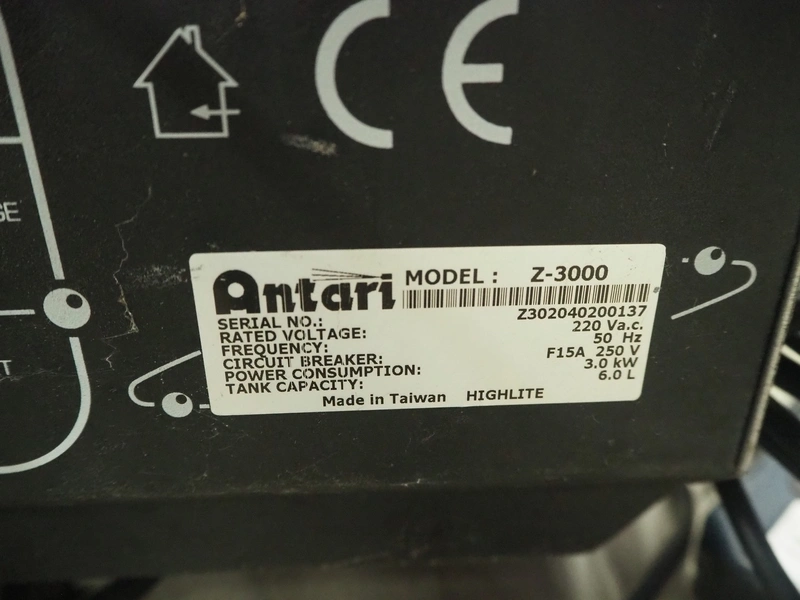 CE
GE
T
Antari MODEL : Z-3000
SERIAL NO.: Z302040200137
RATED VOLTAGE: 220 Va.c.
FREQUENCY: 50 Hz
CIRCUIT BREAKER: F15A 250 V
POWER CONSUMPTION: 3.0 kW
TANK CAPACITY: 6.0 L
Made in Taiwan HIGHLITE